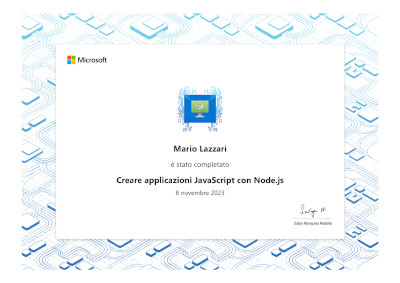 Microsoft
Mario Lazzari
è stato completato
Creare applicazioni JavaScript con Node.js
8 novembre 2023
Satya Narayana Nadella